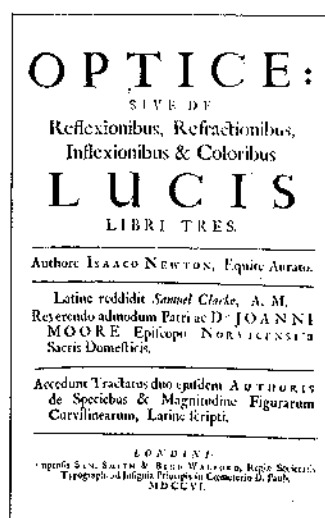 OPTICE:
SIVE DE
Reflexionibus, Refractionibus,
Inflexionibus & Coloribus
LUCIS
LIBRI TRES.
Authore ISAACO NEWTON, Equite Aurato.
Latine reddidit Samuel Clarke, A. M.
Reverendo admodum Patri ac Dno JOANNI
MOORE Episcopo NORVICENSI a
Sacris Domesticis.
Accedunt Tractatus duo ejusdem AUTHORIS
de Speciebus & Magnitudine Figurarum
Curvilinearum, Latine scripti.
LONDINI:
Impensis SAM. SMITH & BENJ. WALFORD, Regiæ Societatis
Typograph. ad Insignia Principis in Cœmeterio D. Pauli.
MDCCVI.